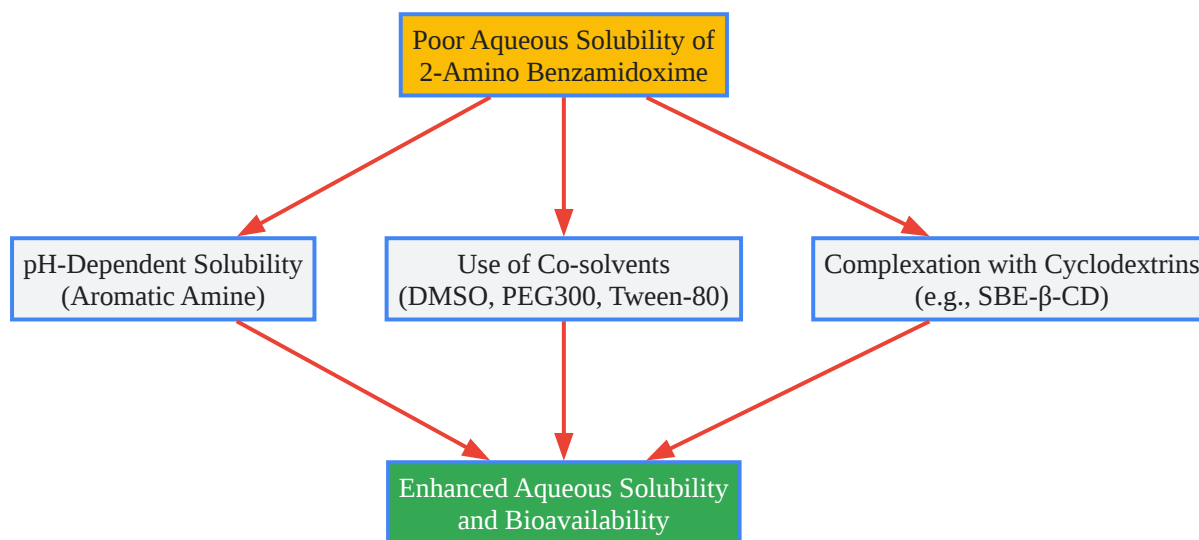 Poor Aqueous Solubility of
2-Amino Benzamidoxime
pH-Dependent Solubility
(Aromatic Amine)
Use of Co-solvents
(DMSO, PEG300, Tween-80)
Complexation with Cyclodextrins
(e.g., SBE-β-CD)
Enhanced Aqueous Solubility
and Bioavailability